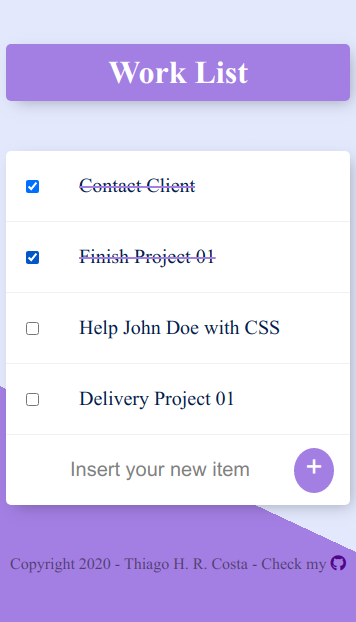 Work List
Contact Client
Finish Project 01
Help John Doe with CSS
Delivery Project 01
Insert your new item
+
Copyright 2020 - Thiago H. R. Costa - Check my